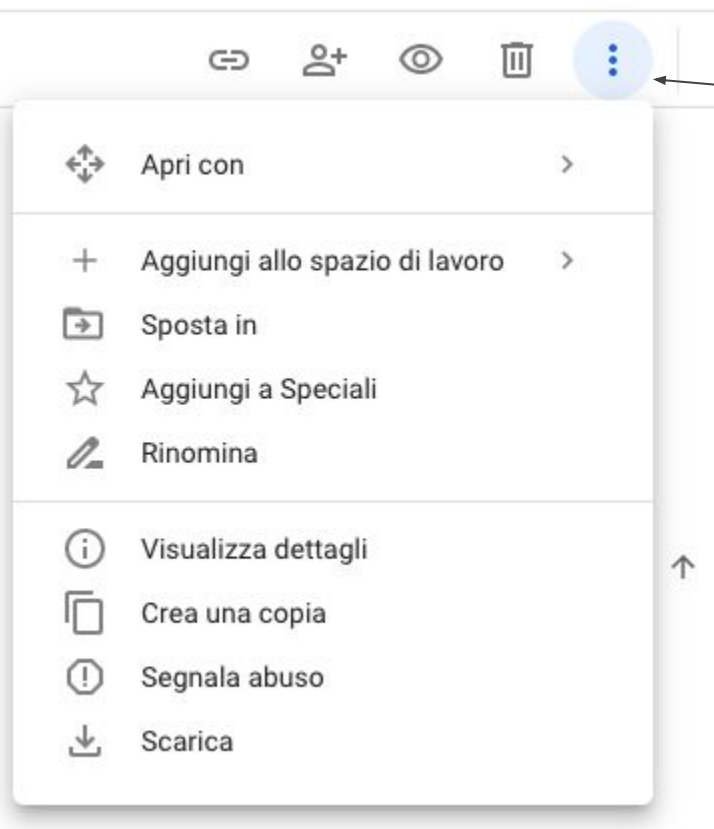 Apri con
Aggiungi allo spazio di lavoro
Sposta in
Aggiungi a Speciali
Rinomina
Visualizza dettagli
Crea una copia
Segnala abuso
Scarica